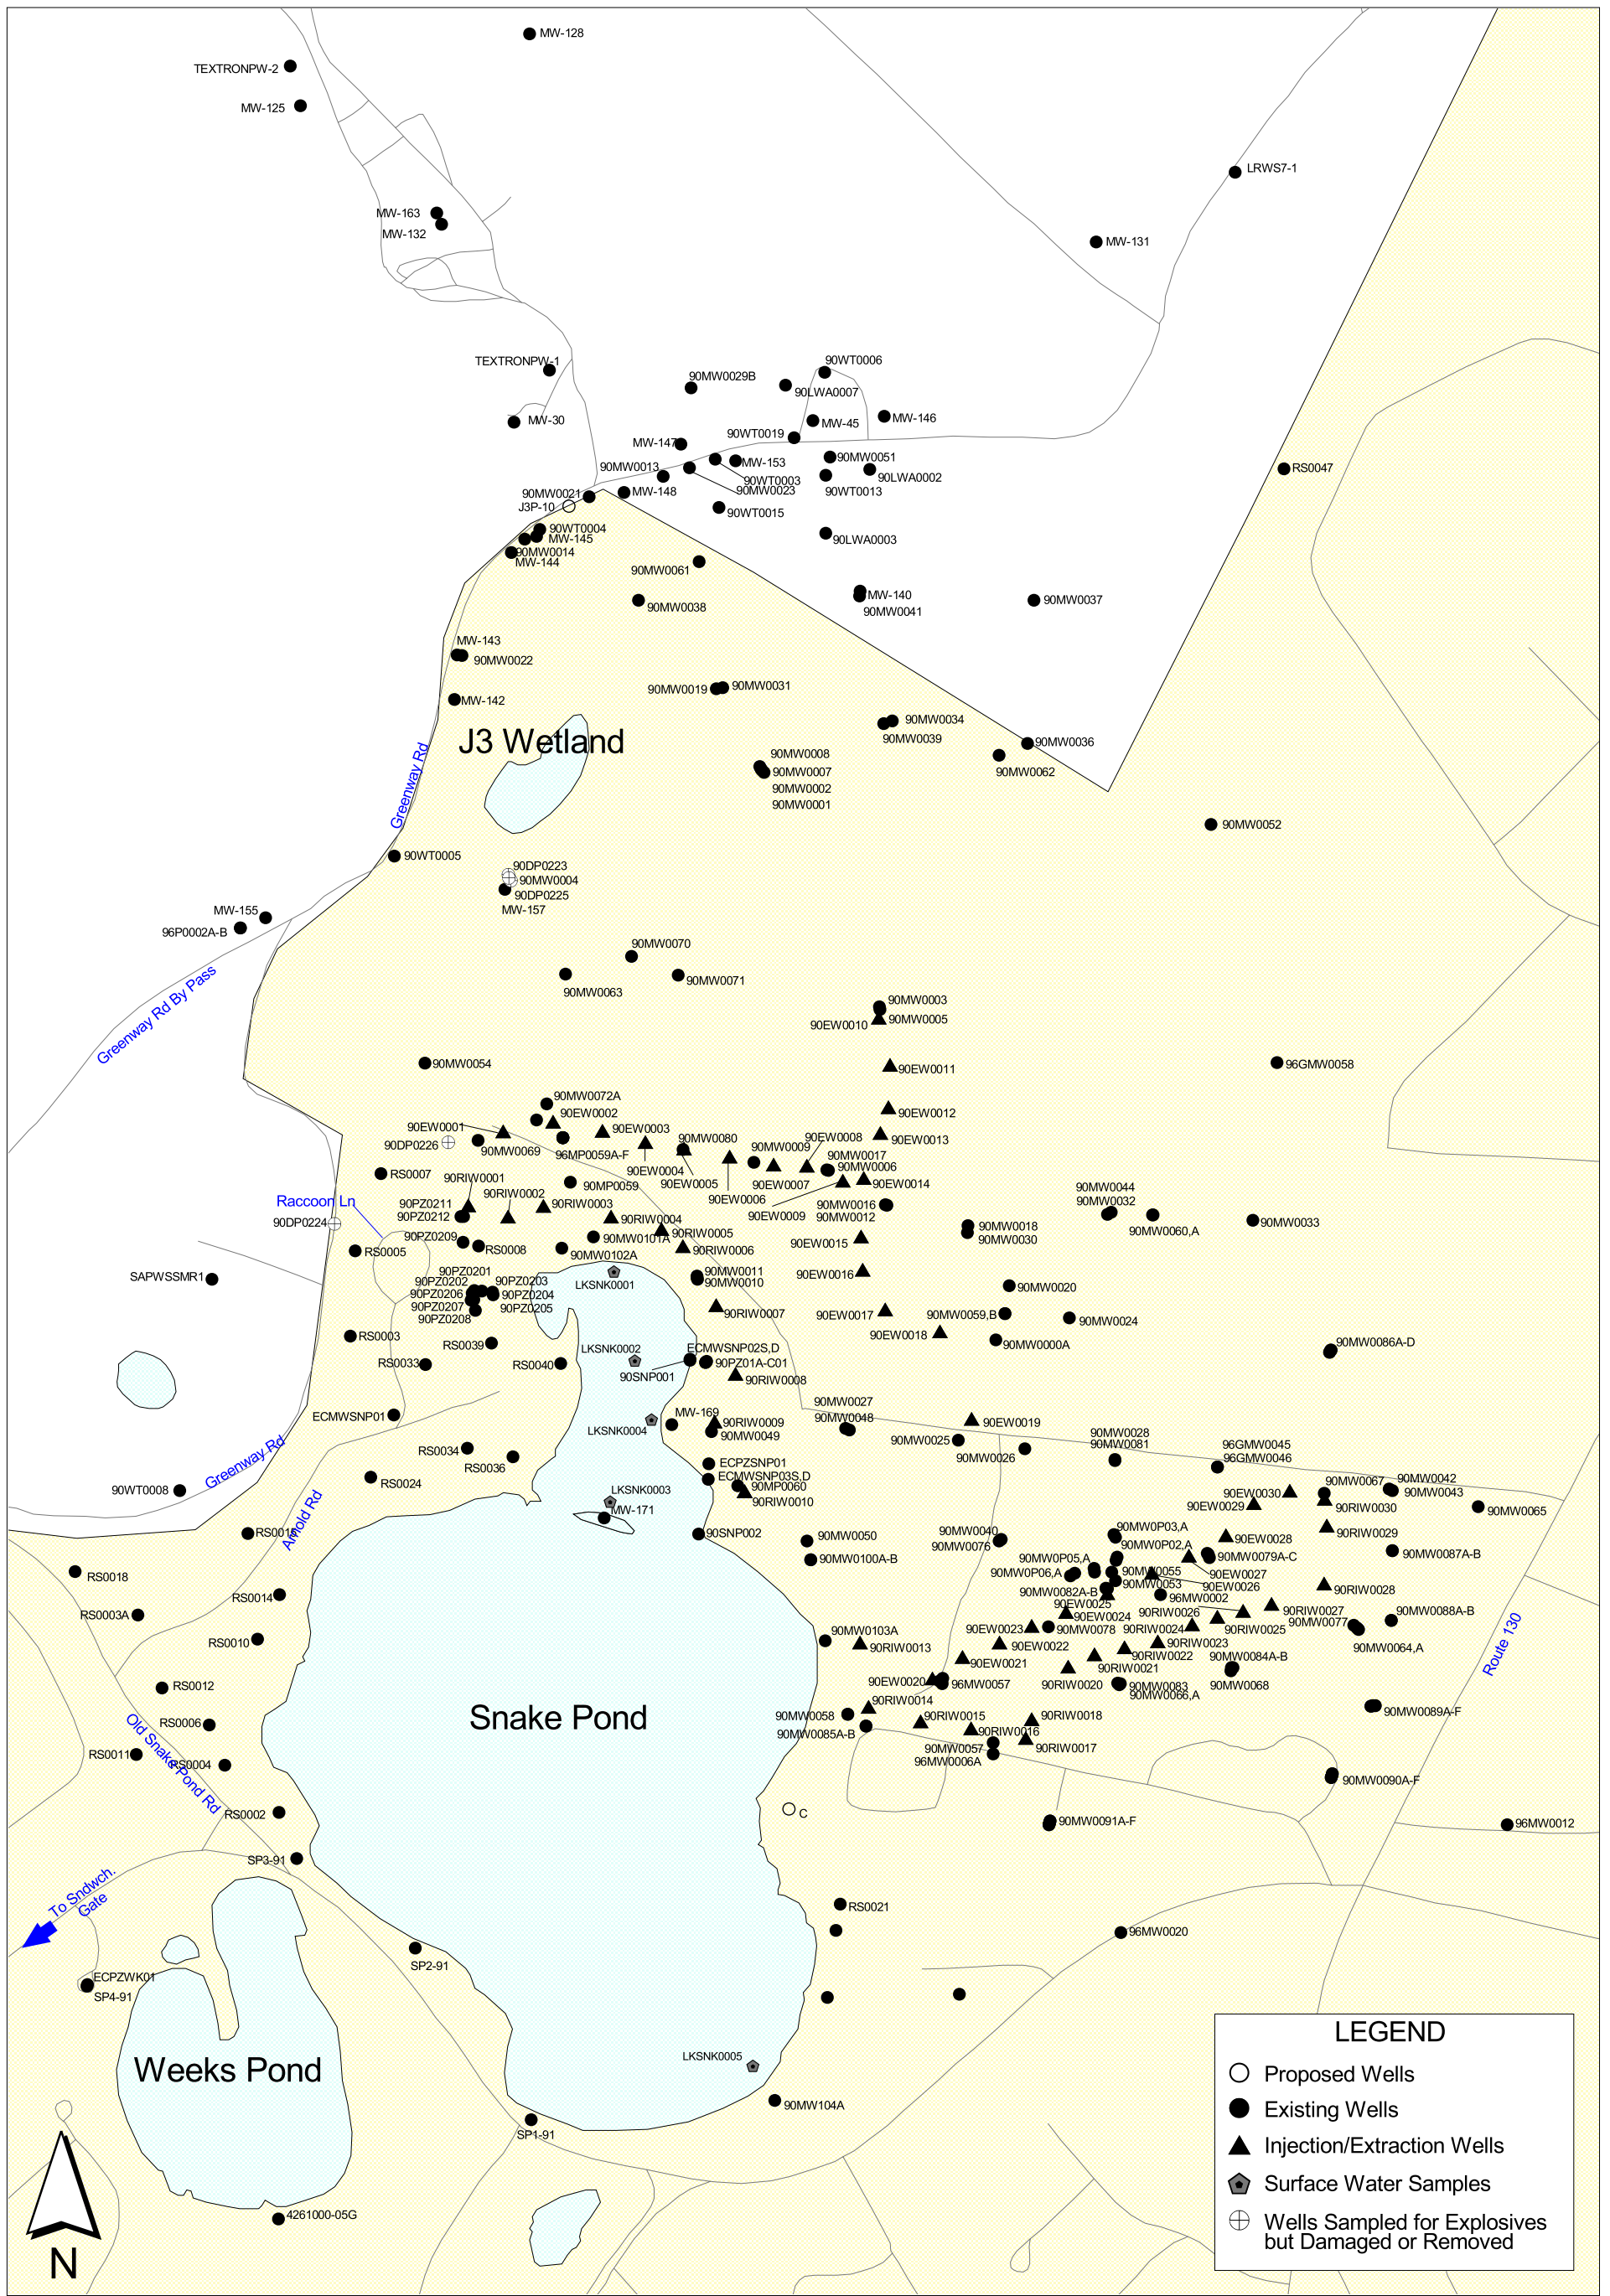 MW-128
TEXTRONPW-2
MW-125
LRWS7-1
MW-163
MW-132
MW-131
TEXTRONPW-1
90WT0006
90MW0029B
90LWA0007
MW-30
MW-45
MW-146
90WT0019
MW-147
90MW0051
MW-153
90MW0013
90LWA0002
RS0047
90WT0003
90MW0023
90WT0013
MW-148
90MW0021
J3P-10
90WT0015
90WT0004
MW-145
90LWA0003
90MW0014
MW-144
90MW0061
MW-140
90MW0041
90MW0038
90MW0037
MW-143
90MW0022
90MW0019
90MW0031
MW-142
90MW0034
90MW0039
J3 Wetland
90MW0036
90MW0062
90MW0008
90MW0007
90MW0002
90MW0001
Greenway Rd
90MW0052
90WT0005
90DP0223
90MW0004
90DP0225
MW-157
MW-155
96P0002A-B
90MW0070
90MW0071
90MW0063
Greenway Rd By Pass
90MW0003
90MW0005
90EW0010
90MW0054
90EW0011
96GMW0058
90MW0072A
90EW0002
90EW0012
90EW0001
90EW0003
90EW0013
90DP0226
90MW0069
96MP0059A-F
90MW0080
90MW0009
90EW0008
90MW0017
90MW0006
90EW0004
90EW0005
90EW0006
90EW0007
90EW0014
RS0007
90RIW0001
90MP0059
90RIW0002
90EW0009
90MW0016
90MW0012
90MW0044
90MW0032
Raccoon Ln
90PZ0211
90PZ0212
90RIW0003
90RIW0004
90RIW0005
90DP0224
90MW0018
90MW0030
90MW0060,A
90MW0033
90PZ0209
RS0008
90MW0101A
90MW0102A
90RIW0006
90EW0015
RS0005
SAPWSSMR1
90PZ0201
90PZ0202
90PZ0203
90PZ0206
90PZ0204
90PZ0207
90PZ0205
90PZ0208
LKSNK0001
90MW0011
90MW0010
90EW0016
90MW0020
90RIW0007
90EW0017
90MW0059,B
90MW0024
90EW0018
90MW0000A
RS0003
RS0039
RS0033
RS0040
LKSNK0002
ECMWSNP02S,D
90PZ01A-C01
90SNP001
90RIW0008
90MW0086A-D
ECMWSNP01
90MW0027
90MW0048
MW-169
90RIW0009
90MW0049
LKSNK0004
90EW0019
90MW0025
90MW0026
90MW0028
90MW0081
96GMW0045
96GMW0046
RS0034
RS0036
RS0024
Greenway Rd
ECPZSNP01
ECMWSNP03S,D
90MP0060
90RIW0010
90WT0008
LKSNK0003
MW-171
90EW0030
90EW0029
90MW0067
90MW0042
90MW0043
90RIW0030
90MW0065
Arnold Rd
RS0015
90SNP002
90MW0050
90MW0100A-B
90MW0040
90MW0076
90MW0P03,A
90MW0P02,A
90EW0028
90RIW0029
90MW0087A-B
90MW0P05,A
90MW0P06,A
90MW0079A-C
90EW0027
90MW0055
90MW0053
90EW0026
RS0018
RS0014
RS0003A
90MW0082A-B
90EW0025
96MW0002
90RIW0028
90EW0024
90RIW0026
90RIW0027
90MW0077
90MW0088A-B
RS0010
90MW0103A
90RIW0013
90EW0023
90MW0078
90RIW0024
90RIW0025
90MW0064,A
90EW0022
90RIW0023
90RIW0022
90EW0021
90RIW0021
90MW0084A-B
90MW0068
Route 130
RS0012
90EW0020
96MW0057
90RIW0020
90MW0083
90MW0066,A
RS0006
Old Snake Pond Rd
Snake Pond
90MW0058
90RIW0014
90MW0085A-B
90RIW0015
90RIW0016
90RIW0018
90RIW0017
90MW0089A-F
RS0011
RS0004
90MW0057
96MW0006A
90MW0090A-F
RS0002
C
90MW0091A-F
96MW0012
SP3-91
To Sndwch.
Gate
RS0021
96MW0020
SP2-91
ECPZWK01
SP4-91
Weeks Pond
LKSNK0005
90MW104A
SP1-91
4261000-05G
N
LEGEND
Proposed Wells
Existing Wells
Injection/Extraction Wells
Surface Water Samples
Wells Sampled for Explosives
but Damaged or Removed